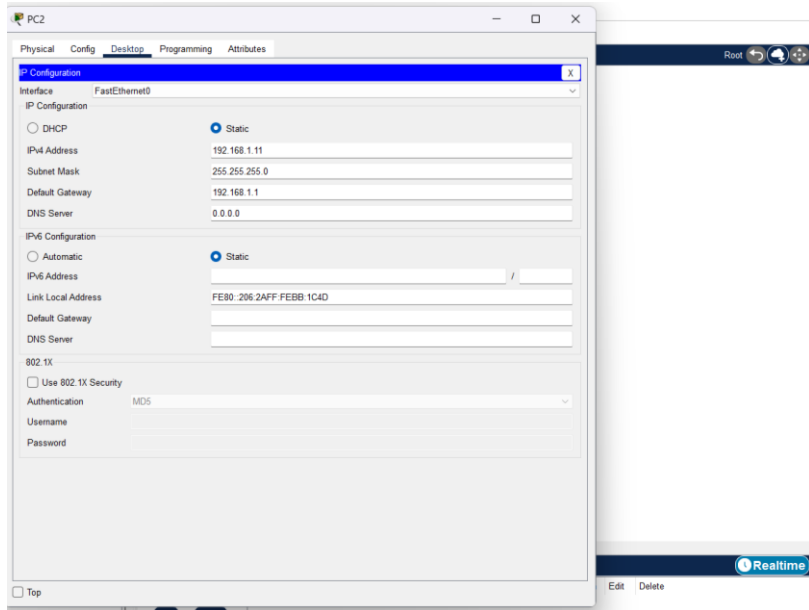 PC2
Physical Config Desktop Programming Attributes
IP Configuration X
Interface FastEthernet0
IP Configuration
DHCP Static
IPv4 Address 192.168.1.11
Subnet Mask 255.255.255.0
Default Gateway 192.168.1.1
DNS Server 0.0.0.0
IPv6 Configuration
Automatic Static
IPv6 Address /
Link Local Address FE80::206:2AFF:FEBB:1C4D
Default Gateway
DNS Server
802.1X
Use 802.1X Security
Authentication MD5
Username
Password
Top
Root
Realtime
Edit Delete